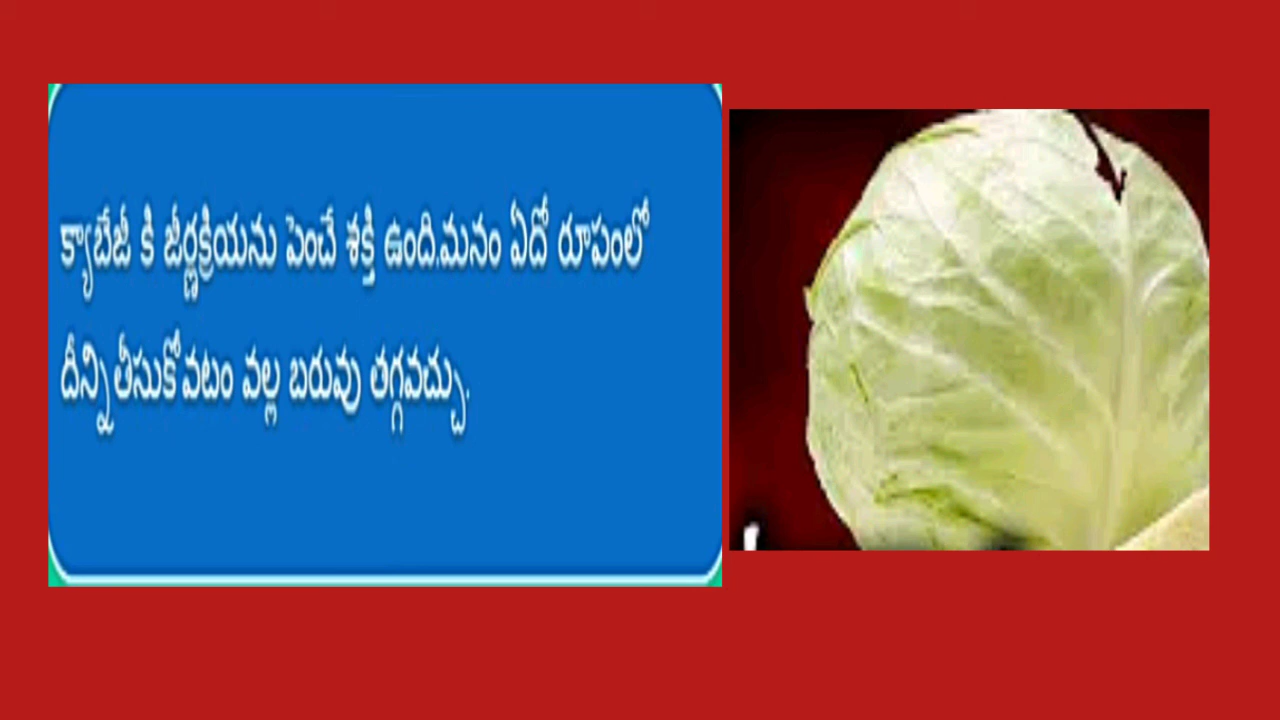 క్యాబేజీ కి జీర్ణక్రియను పెంచే శక్తి ఉంది.మనం ఏదో రూపంలో
దీన్ని తీసుకోవటం వల్ల బరువు తగ్గవచ్చు.